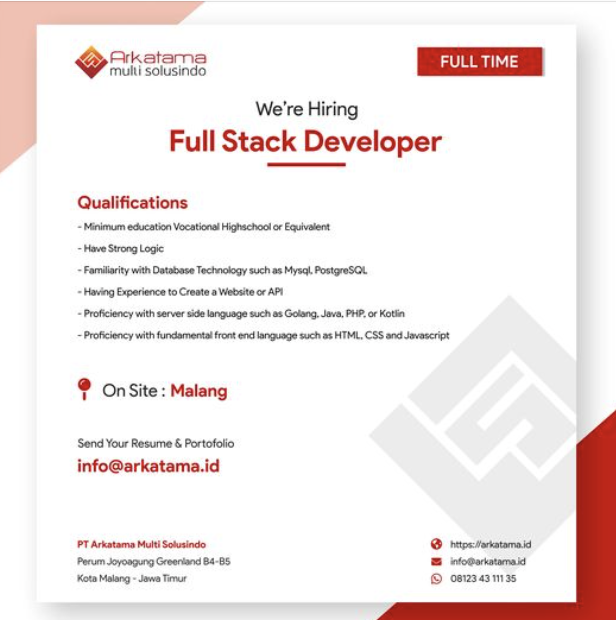 Arkatama
multi solusindo
FULL TIME
We're Hiring
Full Stack Developer
Qualifications
- Minimum education Vocational Highschool or Equivalent
- Have Strong Logic
- Familiarity with Database Technology such as Mysql, PostgreSQL
- Having Experience to Create a Website or API
- Proficiency with server side language such as Golang, Java, PHP, or Kotlin
- Proficiency with fundamental front end language such as HTML, CSS and Javascript
On Site : Malang
Send Your Resume & Portofolio
info@arkatama.id
PT Arkatama Multi Solusindo
Perum Joyoagung Greenland B4-B5
Kota Malang - Jawa Timur
https://arkatama.id
info@arkatama.id
08123 43 111 35